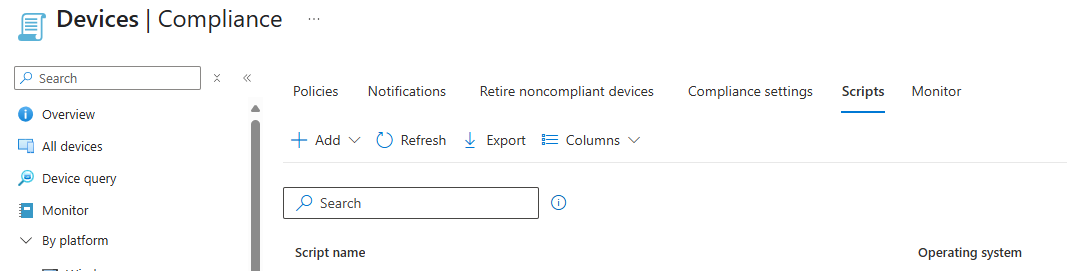 Devices | Compliance ...
Search
Overview
All devices
Device query
Monitor
By platform
Policies Notifications Retire noncompliant devices Compliance settings Scripts Monitor
Add Refresh Export Columns
Search
Script name Operating system